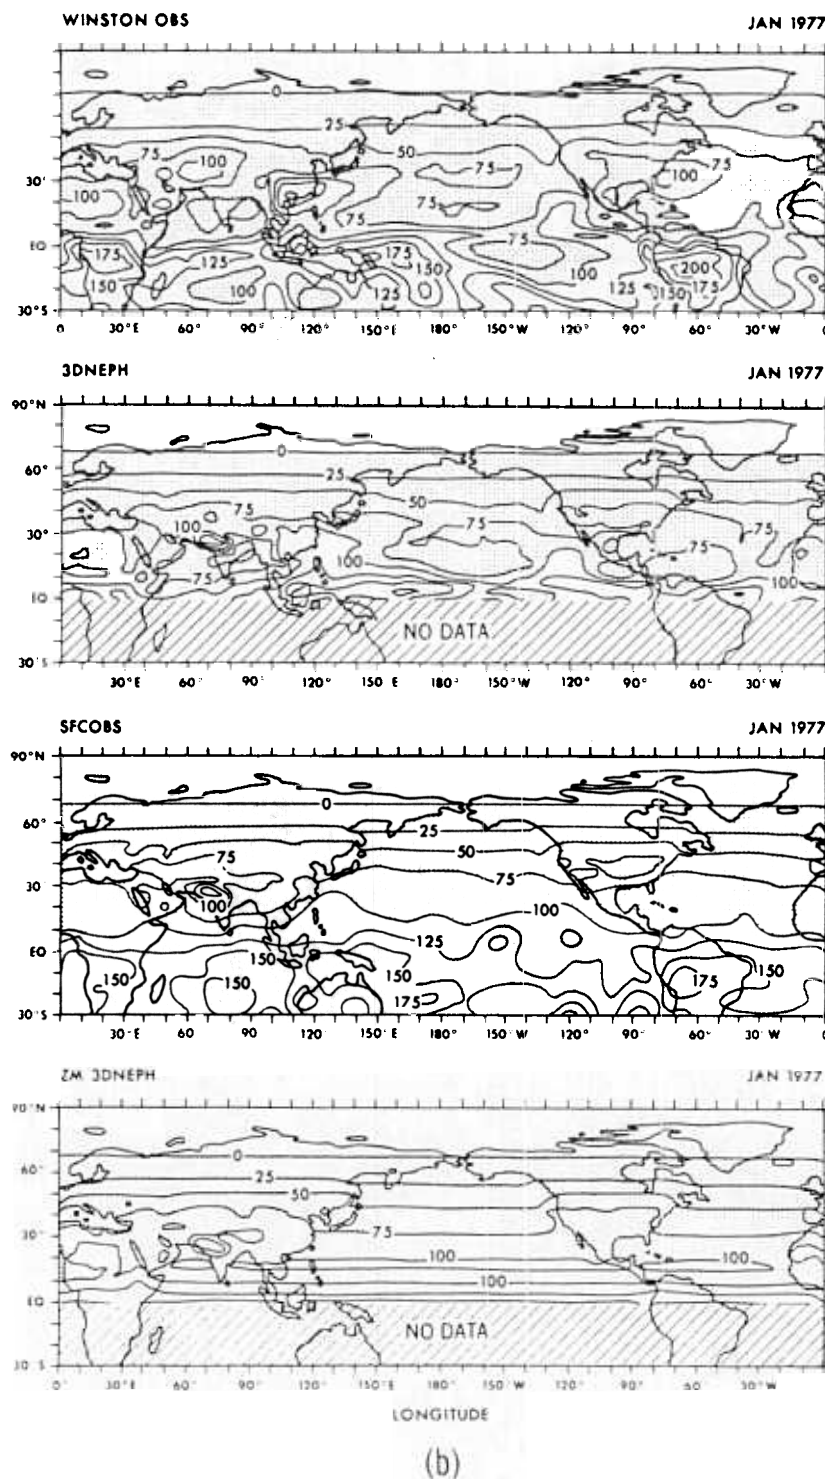 WINSTON OBS JAN 1977
0
25
75 50
100 75
30° 100
100 75 75
EQ 175 75
125 175 200
150 100 150 100
125 125 150 175
30°S
0 30°E 60° 90° 120° 150°E 180° 150°W 120° 90° 60° 30°W 0
3DNEPH JAN 1977
90°N
60° 0
25
75 50
30° 100 75 75
100 75
75 100
EQ
NO DATA
30°S
30°E 60° 90° 120° 150 E 180° 150°W 120° 90° 60° 30°W 0
SFCOBS JAN 1977
90°N
0
60° 25
75 50
30 75
100 100
EQ 125
150 150 150 150 175 150
30°S 175
30°E 60° 90° 120 150°E 180° 150°W 120° 90° 60° 30°W 0
ZM 3DNEPH JAN 1977
60° 0
25
50
30° 75
100 100
100
EQ
NO DATA
30°S
0° 30°E 60° 90° 120° 150°E 180° 150°W 120° 90° 60° 30°W
LONGITUDE
(b)